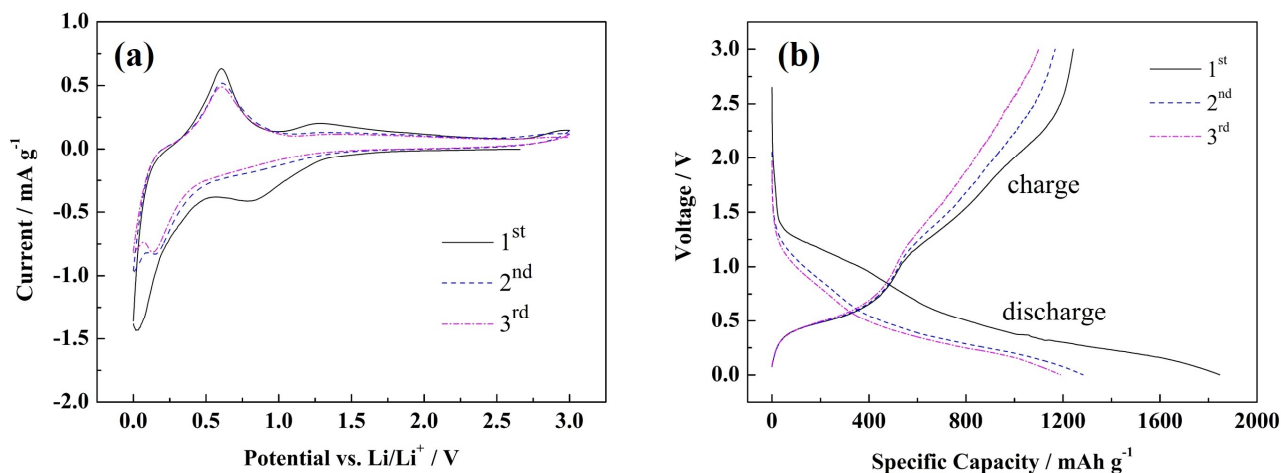 (a)
1.0
0.5
0.0
-0.5
-1.0
-1.5
-2.0
Current / mA g⁻¹
0.0 0.5 1.0 1.5 2.0 2.5 3.0
Potential vs. Li/Li⁺ / V
1ˢᵗ
2ⁿᵈ
3ʳᵈ
(b)
3.0
2.5
2.0
1.5
1.0
0.5
0.0
Voltage / V
0 400 800 1200 1600 2000
Specific Capacity / mAh g⁻¹
1ˢᵗ
2ⁿᵈ
3ʳᵈ
charge
discharge